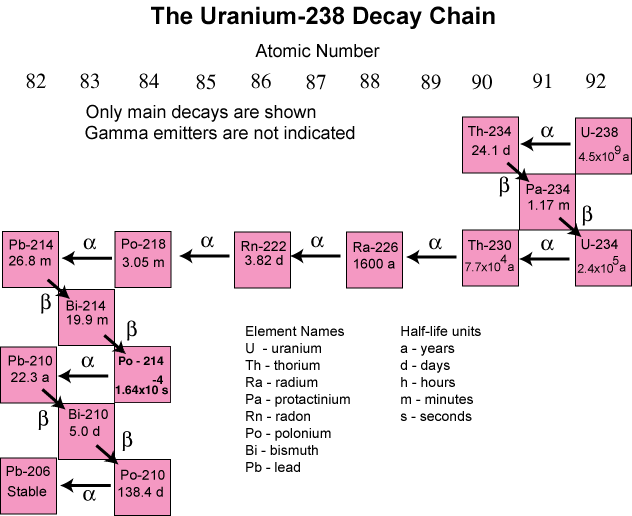 The Uranium-238 Decay Chain
Atomic Number
82 83 84 85 86 87 88 89 90 91 92
Only main decays are shown
Gamma emitters are not indicated
Th-234 α U-238
24.1 d 4.5x10⁹a
β Pa-234
1.17 m β
Pb-214 α Po-218 α Rn-222 α Ra-226 α Th-230 α U-234
26.8 m 3.05 m 3.82 d 1600 a 7.7x10⁴a 2.4x10⁵a
β Bi-214 β
19.9 m
Element Names Half-life units
U - uranium a - years
Th - thorium d - days
Ra - radium h - hours
Pa - protactinium m - minutes
Rn - radon s - seconds
Po - polonium
Bi - bismuth
Pb - lead
Pb-210 α Po - 214
22.3 a 1.64x10⁻⁴ s
β Bi-210 β
5.0 d
Pb-206 α Po-210
Stable 138.4 d